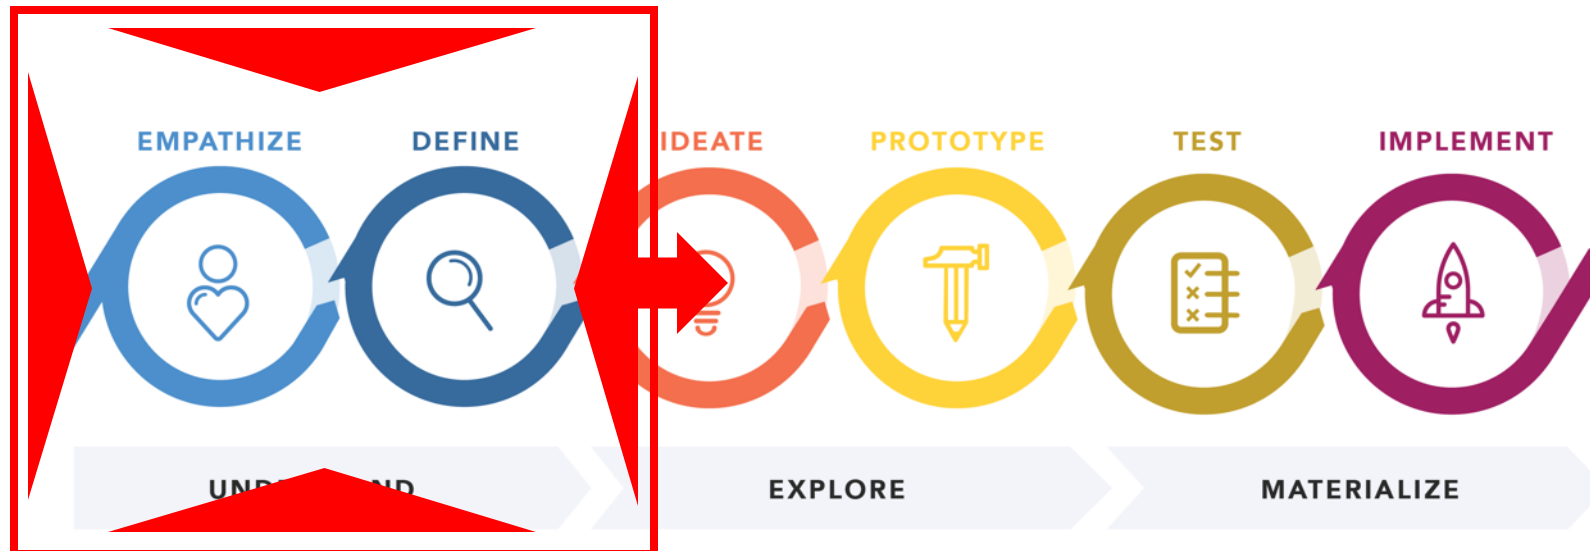 EMPATHIZE
DEFINE
IDEATE
PROTOTYPE
TEST
IMPLEMENT
EXPLORE
MATERIALIZE